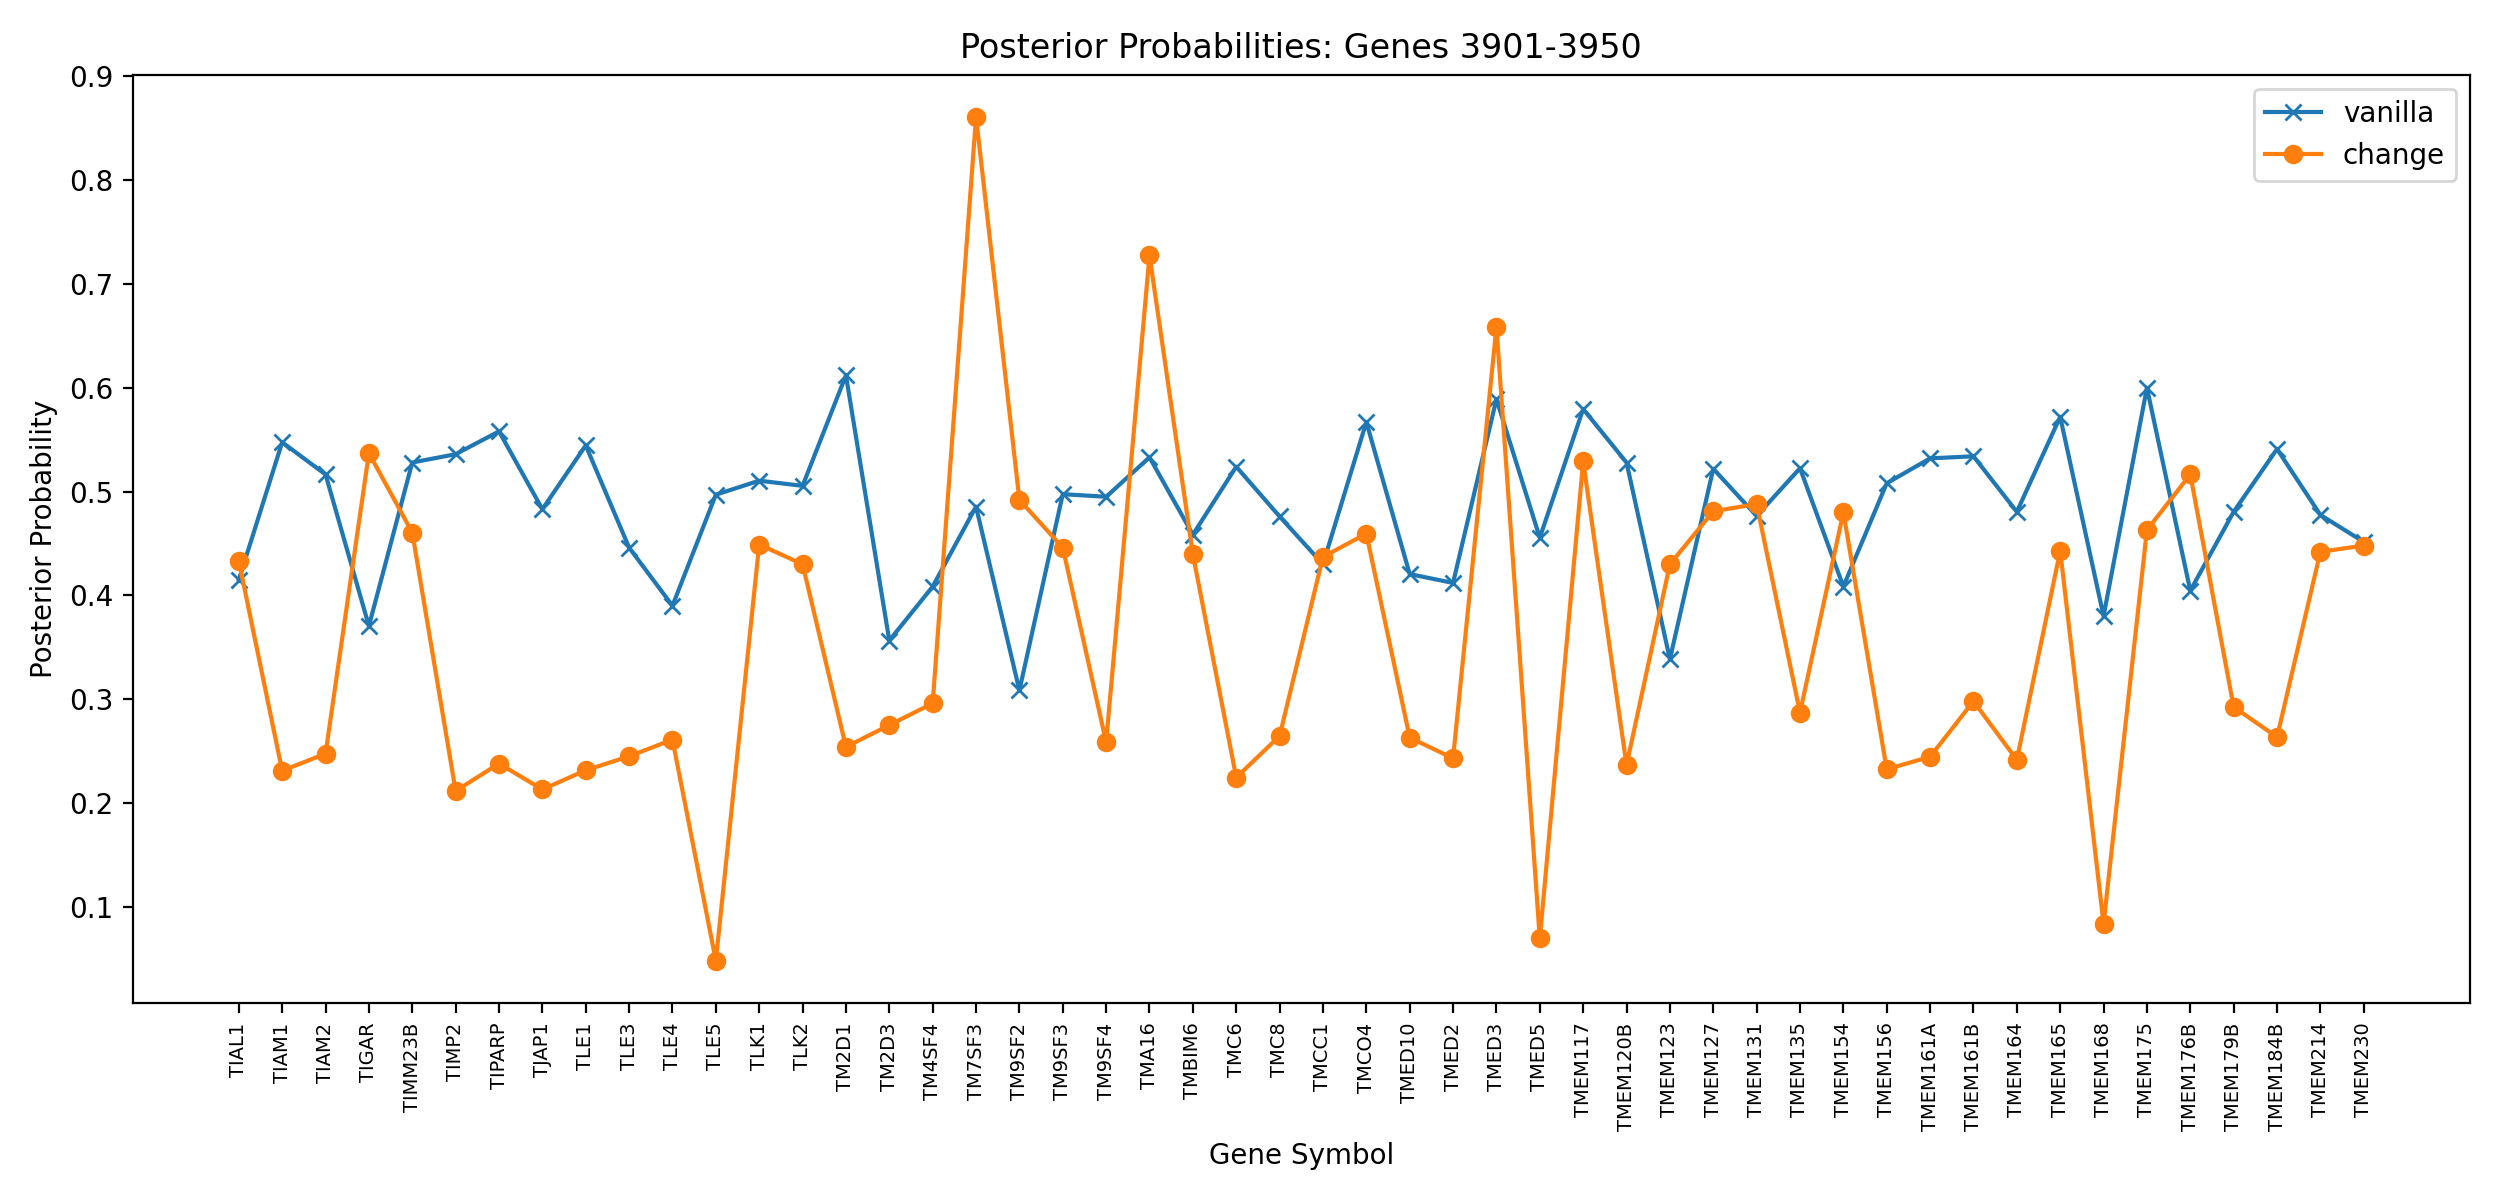 Posterior Probabilities: Genes 3901-3950
vanilla
change
Posterior Probability
0.9
0.8
0.7
0.6
0.5
0.4
0.3
0.2
0.1
TIAL1
TIAM1
TIAM2
TIGAR
TIMM23B
TIMP2
TIPARP
TJAP1
TLE1
TLE3
TLE4
TLE5
TLK1
TLK2
TM2D1
TM2D3
TM4SF4
TM7SF3
TM9SF2
TM9SF3
TM9SF4
TMA16
TMBIM6
TMC6
TMC8
TMCC1
TMCO4
TMED10
TMED2
TMED3
TMED5
TMEM117
TMEM120B
TMEM123
TMEM127
TMEM131
TMEM135
TMEM154
TMEM156
TMEM161A
TMEM161B
TMEM164
TMEM165
TMEM168
TMEM175
TMEM176B
TMEM179B
TMEM184B
TMEM214
TMEM230
Gene Symbol